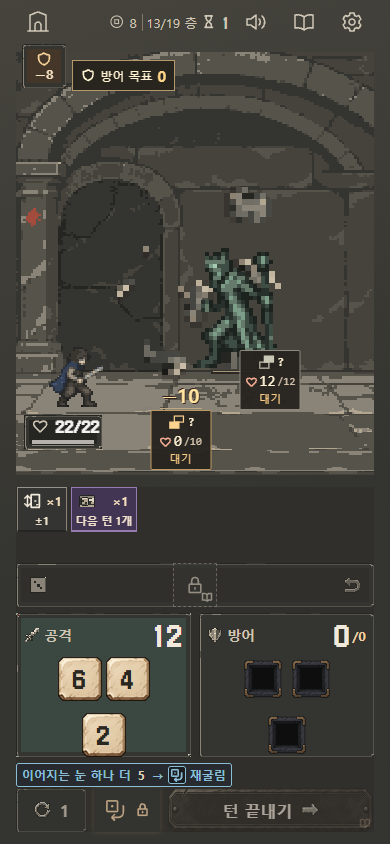 8 13/19 층 1
−8
방어 목표 0
−10
?
12/12
대기
22/22
?
0/10
대기
×1
±1
×1
다음 턴 1개
공격 12
방어 0/0
6 4
2
이어지는 눈 하나 더 5 → 재굴림
1
턴 끝내기